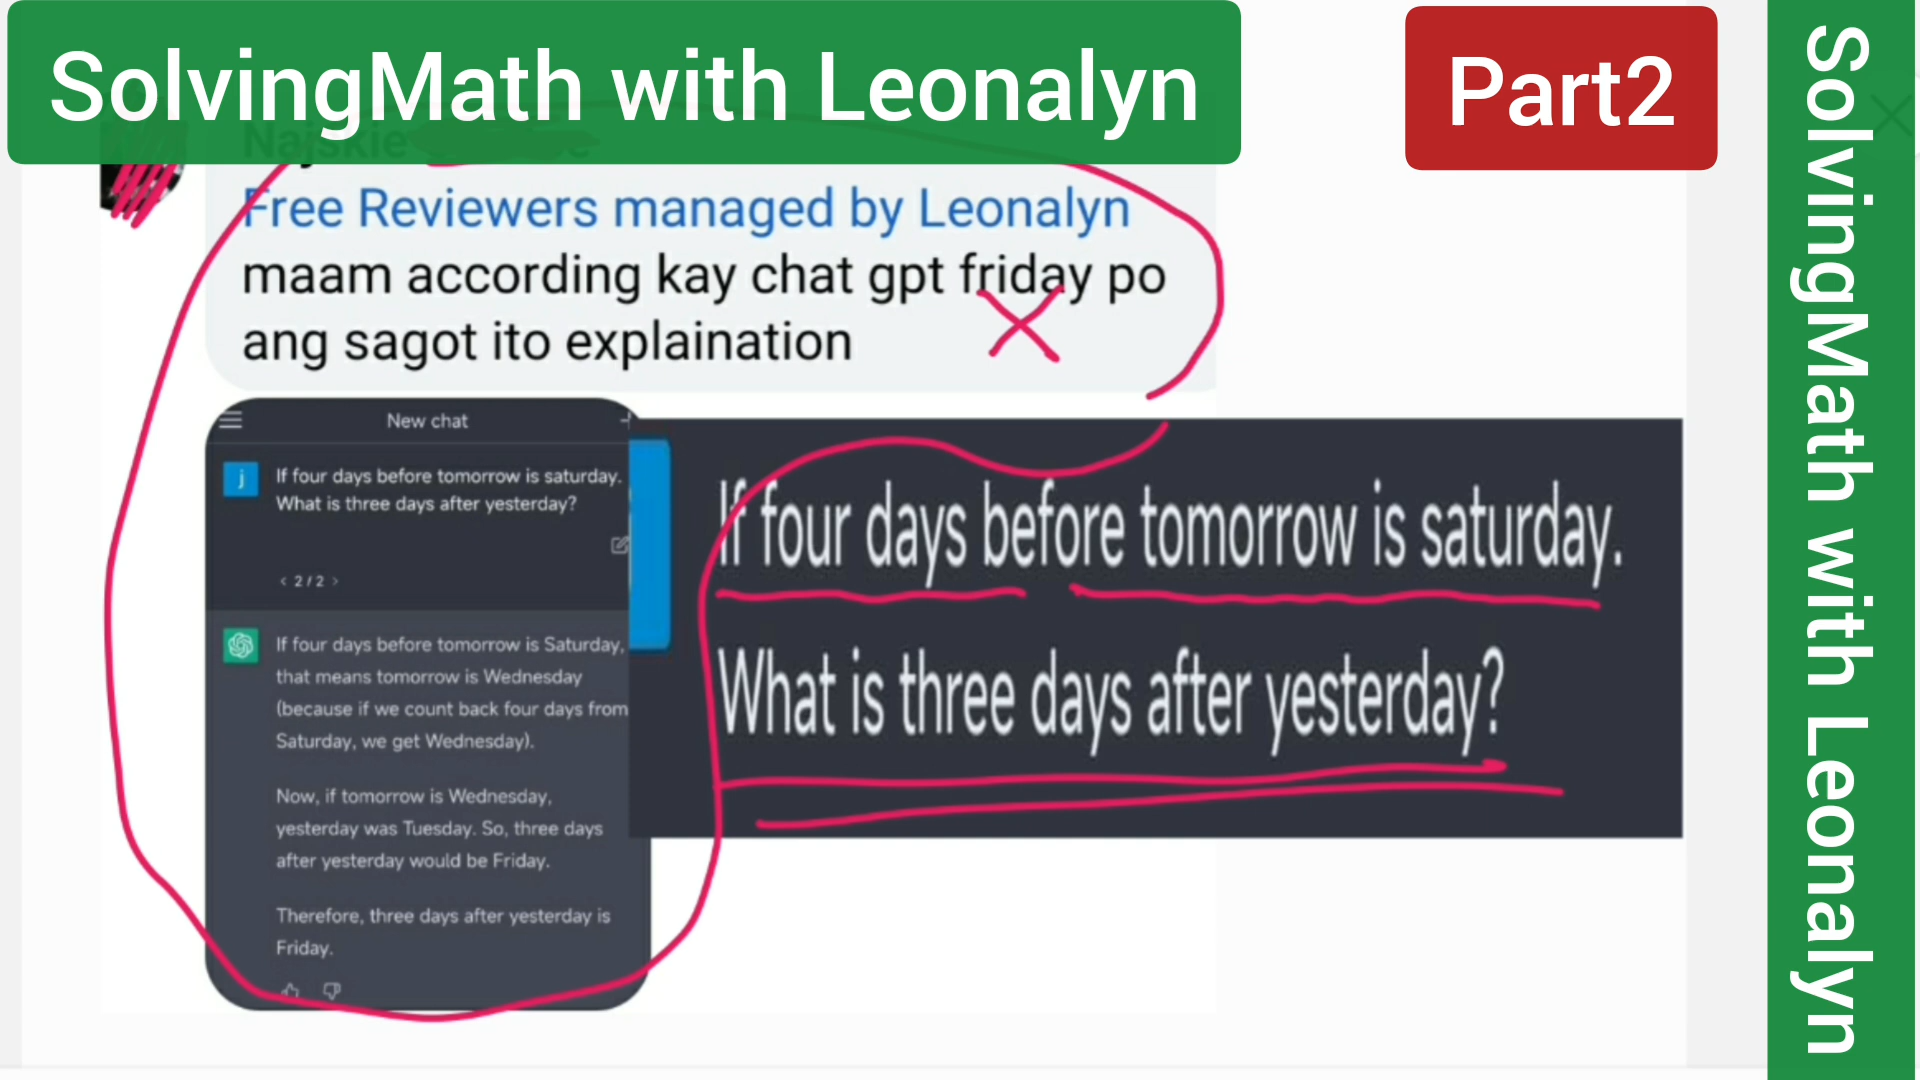 SolvingMath with Leonalyn
Part2
Najskie
Free Reviewers managed by Leonalyn
maam according kay chat gpt friday po
ang sagot ito explaination
New chat
j
If four days before tomorrow is saturday.
What is three days after yesterday?
< 2 / 2 >
If four days before tomorrow is Saturday,
that means tomorrow is Wednesday
(because if we count back four days from
Saturday, we get Wednesday).
Now, if tomorrow is Wednesday,
yesterday was Tuesday. So, three days
after yesterday would be Friday.
Therefore, three days after yesterday is
Friday.
If four days before tomorrow is saturday.
What is three days after yesterday?
SolvingMath with Leonalyn